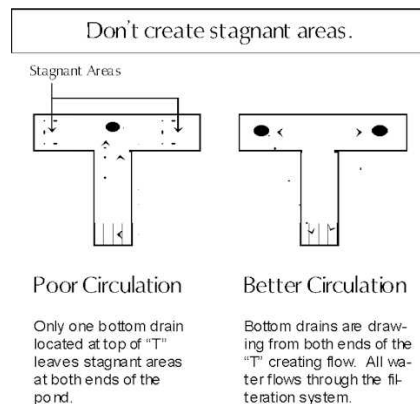 Don't create stagnant areas.
Stagnant Areas
Poor Circulation
Only one bottom drain
located at top of "T"
leaves stagnant areas
at both ends of the
pond.
Better Circulation
Bottom drains are draw-
ing from both ends of the
"T" creating flow. All wa-
ter flows through the fil-
teration system.